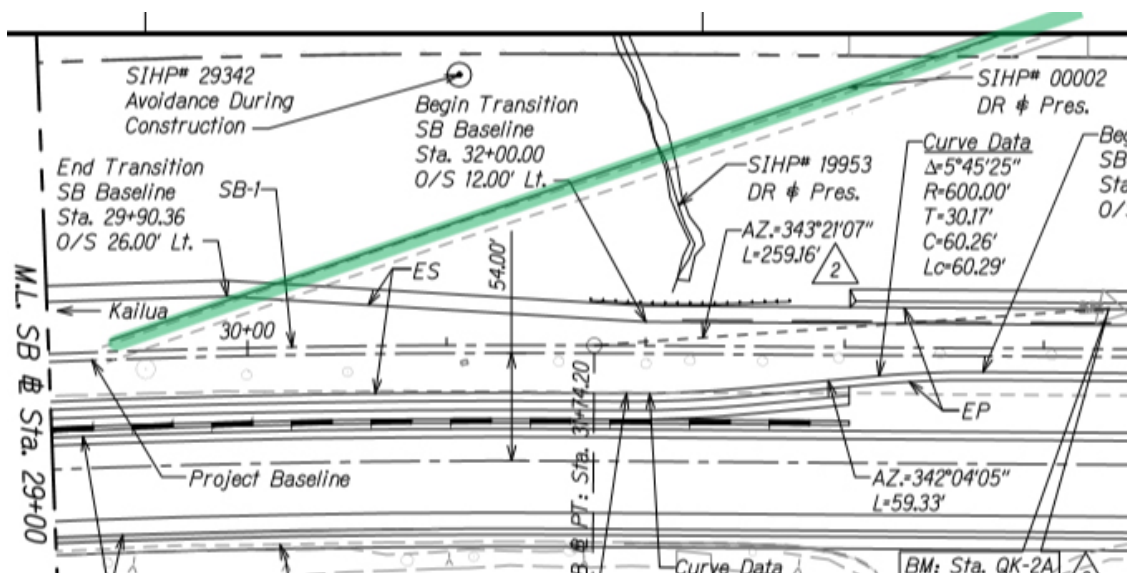 SIHP# 29342
Avoidance During
Construction
Begin Transition
SB Baseline
Sta. 32+00.00
O/S 12.00' Lt.
SIHP# 00002
DR & Pres.
End Transition
SB Baseline
Sta. 29+90.36
O/S 26.00' Lt.
SB-1
SIHP# 19953
DR & Pres.
Curve Data
Δ=5°45'25"
R=600.00'
T=30.17'
C=60.26'
Lc=60.29'
SB
AZ.=343°21'07"
L=259.16'
2
54.00'
ES
Kailua
30+00
M.L. SB B Sta. 29+00
PT: Sta. 31+74.20
EP
Project Baseline
AZ.=342°04'05"
L=59.33'
Curve Data
BM: Sta. QK-2A